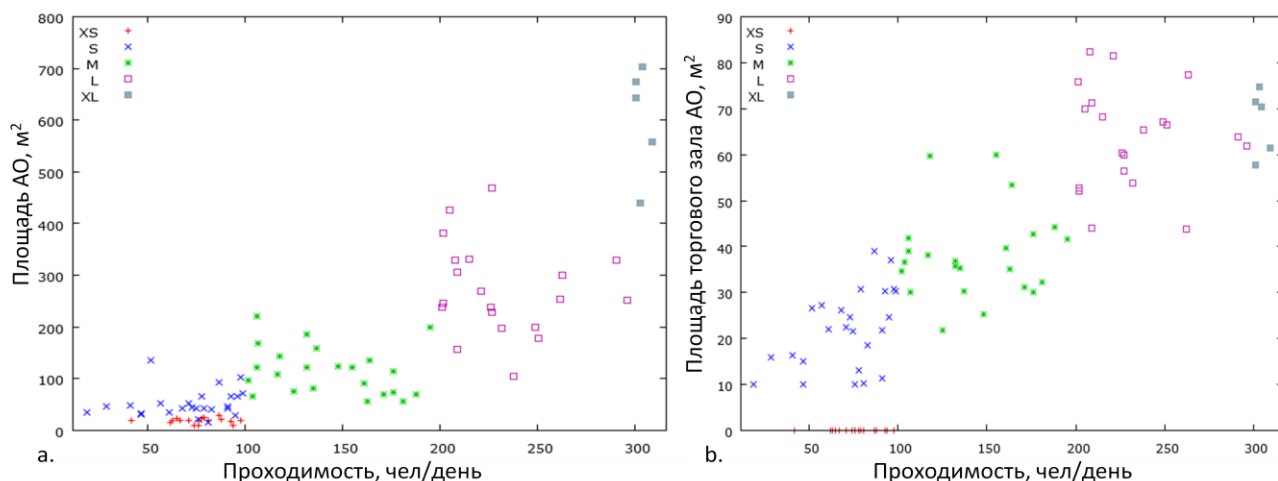 800
700
600
500
400
300
200
100
0
Площадь АО, м²
XS
S
M
L
XL
50
100
150
200
250
300
a.
Проходимость, чел/день
90
80
70
60
50
40
30
20
10
0
Площадь торгового зала АО, м²
XS
S
M
L
XL
50
100
150
200
250
300
b.
Проходимость, чел/день